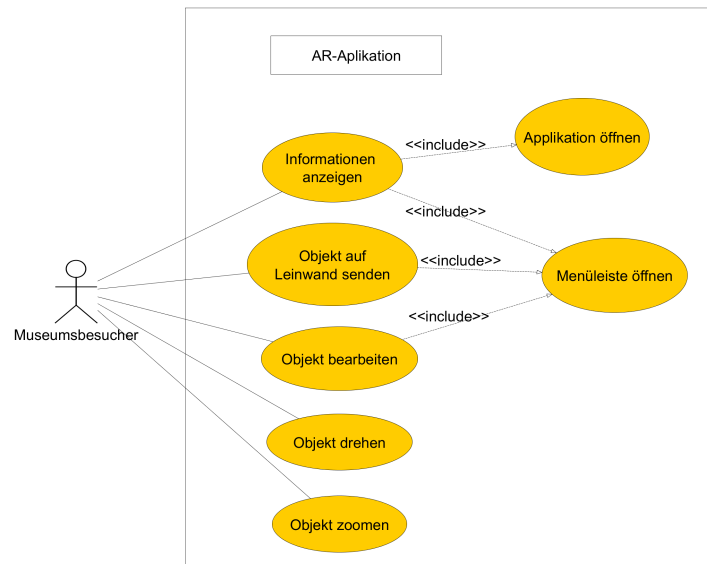 AR-Aplikation
<<include>>
Applikation öffnen
Informationen
anzeigen
<<include>>
Objekt auf
Leinwand senden
<<include>>
Menüleiste öffnen
<<include>>
Museumsbesucher
Objekt bearbeiten
Objekt drehen
Objekt zoomen